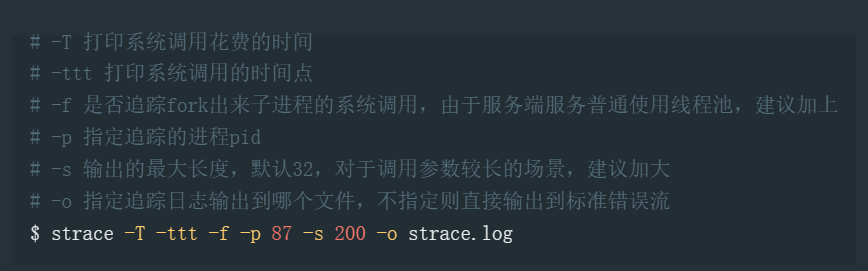 # -T 打印系统调用花费的时间
# -ttt 打印系统调用的时间点
# -f 是否追踪fork出来子进程的系统调用，由于服务端服务普通使用线程池，建议加上
# -p 指定追踪的进程pid
# -s 输出的最大长度，默认32，对于调用参数较长的场景，建议加大
# -o 指定追踪日志输出到哪个文件，不指定则直接输出到标准错误流
$ strace -T -ttt -f -p 87 -s 200 -o strace.log